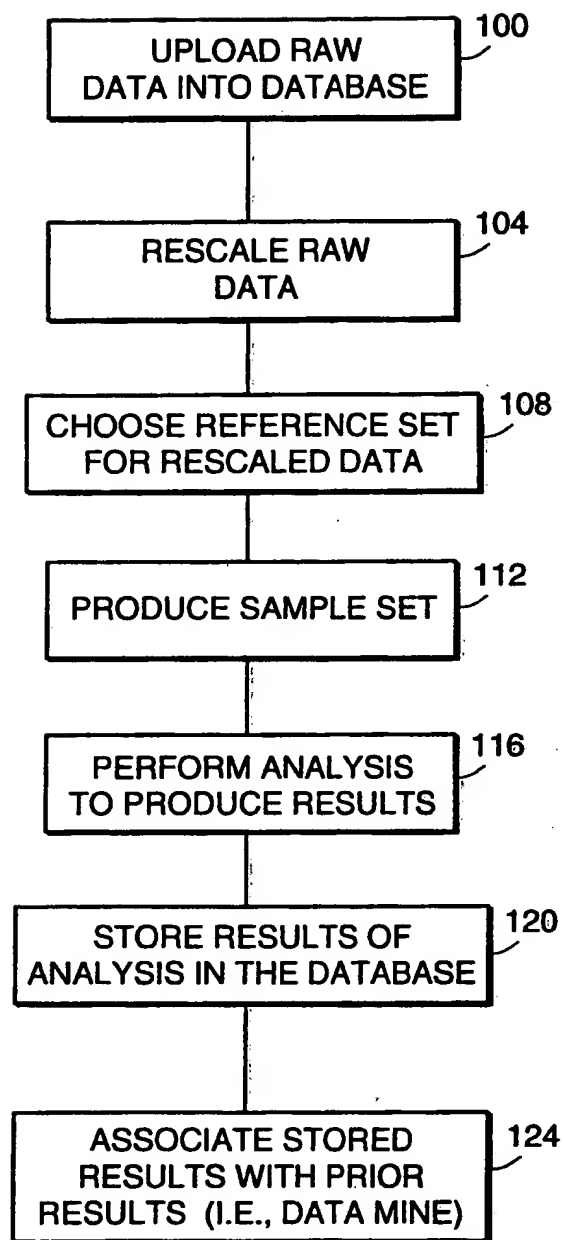 100
UPLOAD RAW
DATA INTO DATABASE
104
RESCALE RAW
DATA
108
CHOOSE REFERENCE SET
FOR RESCALED DATA
112
PRODUCE SAMPLE SET
116
PERFORM ANALYSIS
TO PRODUCE RESULTS
120
STORE RESULTS OF
ANALYSIS IN THE DATABASE
124
ASSOCIATE STORED
RESULTS WITH PRIOR
RESULTS (I.E., DATA MINE)